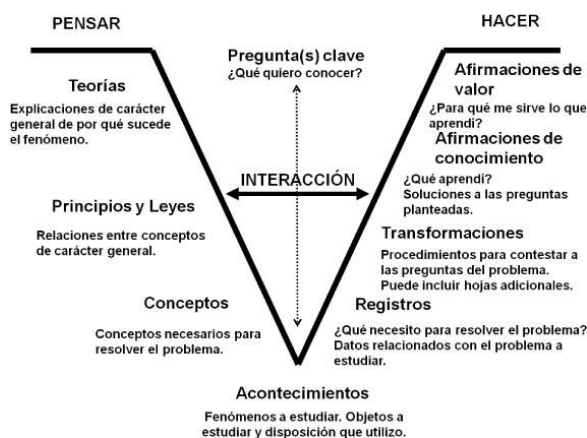 PENSAR
HACER
Pregunta(s) clave
¿Qué quiero conocer?
Teorías
Explicaciones de carácter
general de por qué sucede
el fenómeno.
Principios y Leyes
Relaciones entre conceptos
de carácter general.
Conceptos
Conceptos necesarios para
resolver el problema.
INTERACCIÓN
Afirmaciones de
valor
¿Para qué me sirve lo que
aprendí?
Afirmaciones de
conocimiento
¿Qué aprendí?
Soluciones a las preguntas
planteadas.
Transformaciones
Procedimientos para contestar a
las preguntas del problema.
Puede incluir hojas adicionales.
Registros
¿Qué necesito para resolver el problema?
Datos relacionados con el problema a
estudiar.
Acontecimientos
Fenómenos a estudiar. Objetos a
estudiar y disposición que utilizo.